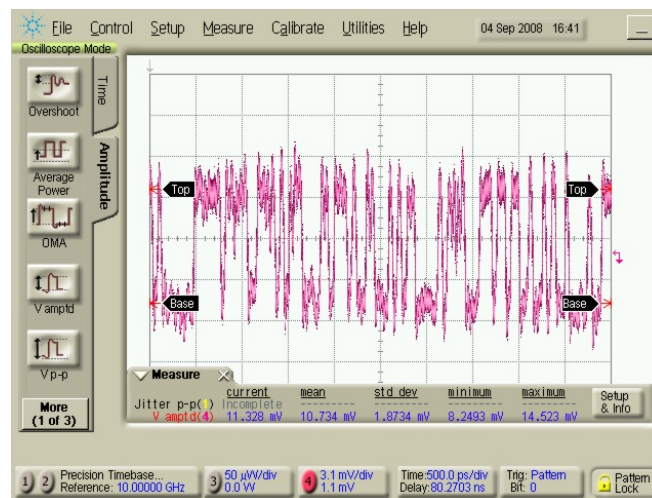 File Control Setup Measure Calibrate Utilities Help 04 Sep 2008 16:41
Oscilloscope Mode
Time
Amplitude
Overshoot
Average
Power
OMA
V amptd
V p-p
More
(1 of 3)
Top Top
Base Base
Measure
current mean std dev minimum maximum
Jitter p-p(1) Incomplete
V amptd(4) 11.328 mV 10.734 mV 1.8734 mV 8.2493 mV 14.523 mV
Setup
& Info
1 2 Precision Timebase...
Reference: 10.00000 GHz
3 50 µW/div
0.0 W
4 3.1 mV/div
1.1 mV
Time:500.0 ps/div
Delay:80.2703 ns
Trig: Pattern
Bit: 0
Pattern
Lock